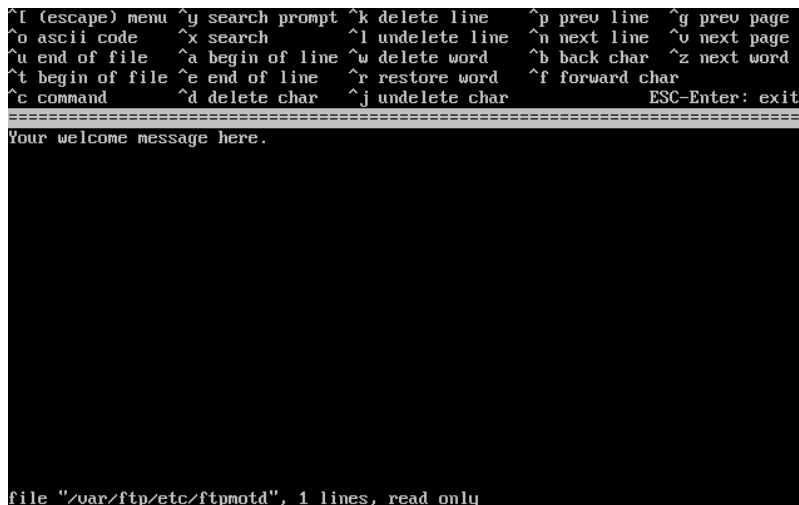 ^[ (escape) menu ^y search prompt ^k delete line ^p prev line ^g prev page
^o ascii code ^x search ^l undelete line ^n next line ^v next page
^u end of file ^a begin of line ^w delete word ^b back char ^z next word
^t begin of file ^e end of line ^r restore word ^f forward char
^c command ^d delete char ^j undelete char ESC-Enter: exit
Your welcome message here.
file "/var/ftp/etc/ftpmotd", 1 lines, read only